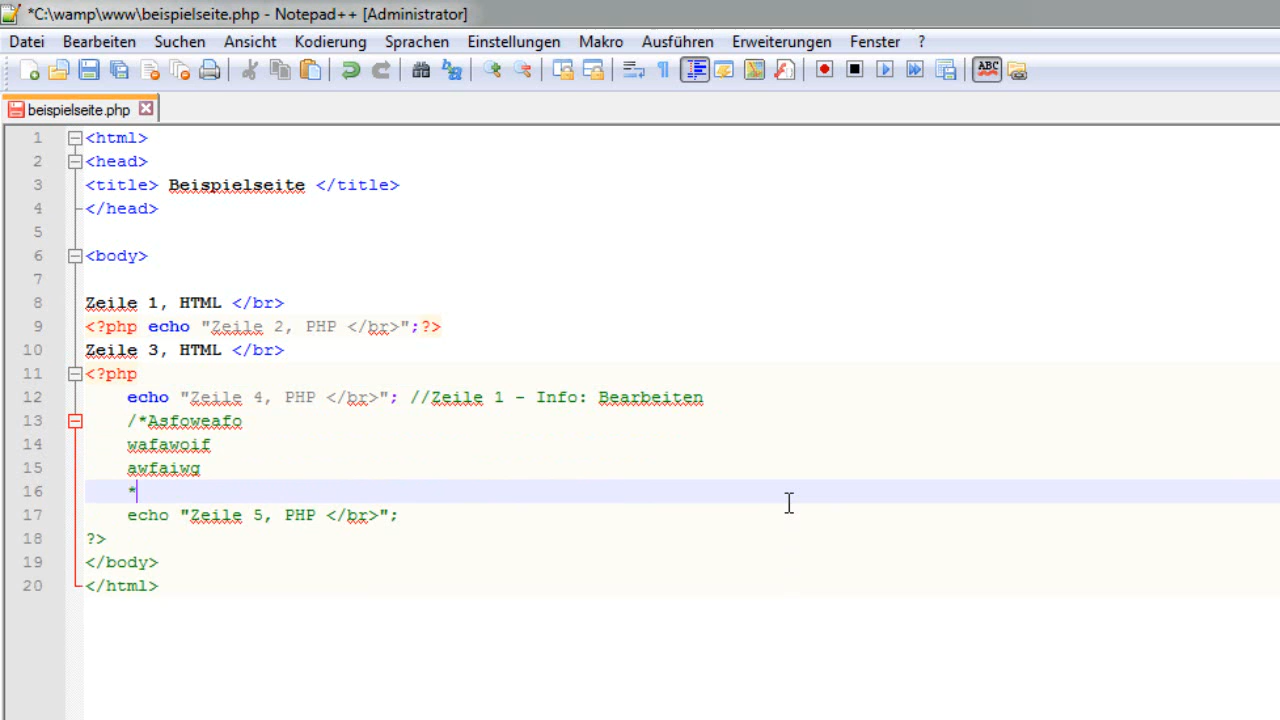 *C:\wamp\www\beispielseite.php - Notepad++ [Administrator]
Datei Bearbeiten Suchen Ansicht Kodierung Sprachen Einstellungen Makro Ausführen Erweiterungen Fenster ?
ABC
beispielseite.php
1 <html>
2 <head>
3 <title> Beispielseite </title>
4 </head>
5
6 <body>
7
8 Zeile 1, HTML </br>
9 <?php echo "Zeile 2, PHP </br>";?>
10 Zeile 3, HTML </br>
11 <?php
12 echo "Zeile 4, PHP </br>"; //Zeile 1 - Info: Bearbeiten
13 /*Asfoweafo
14 wafawoif
15 awfaiwg
16 *
17 echo "Zeile 5, PHP </br>";
18 ?>
19 </body>
20 </html>